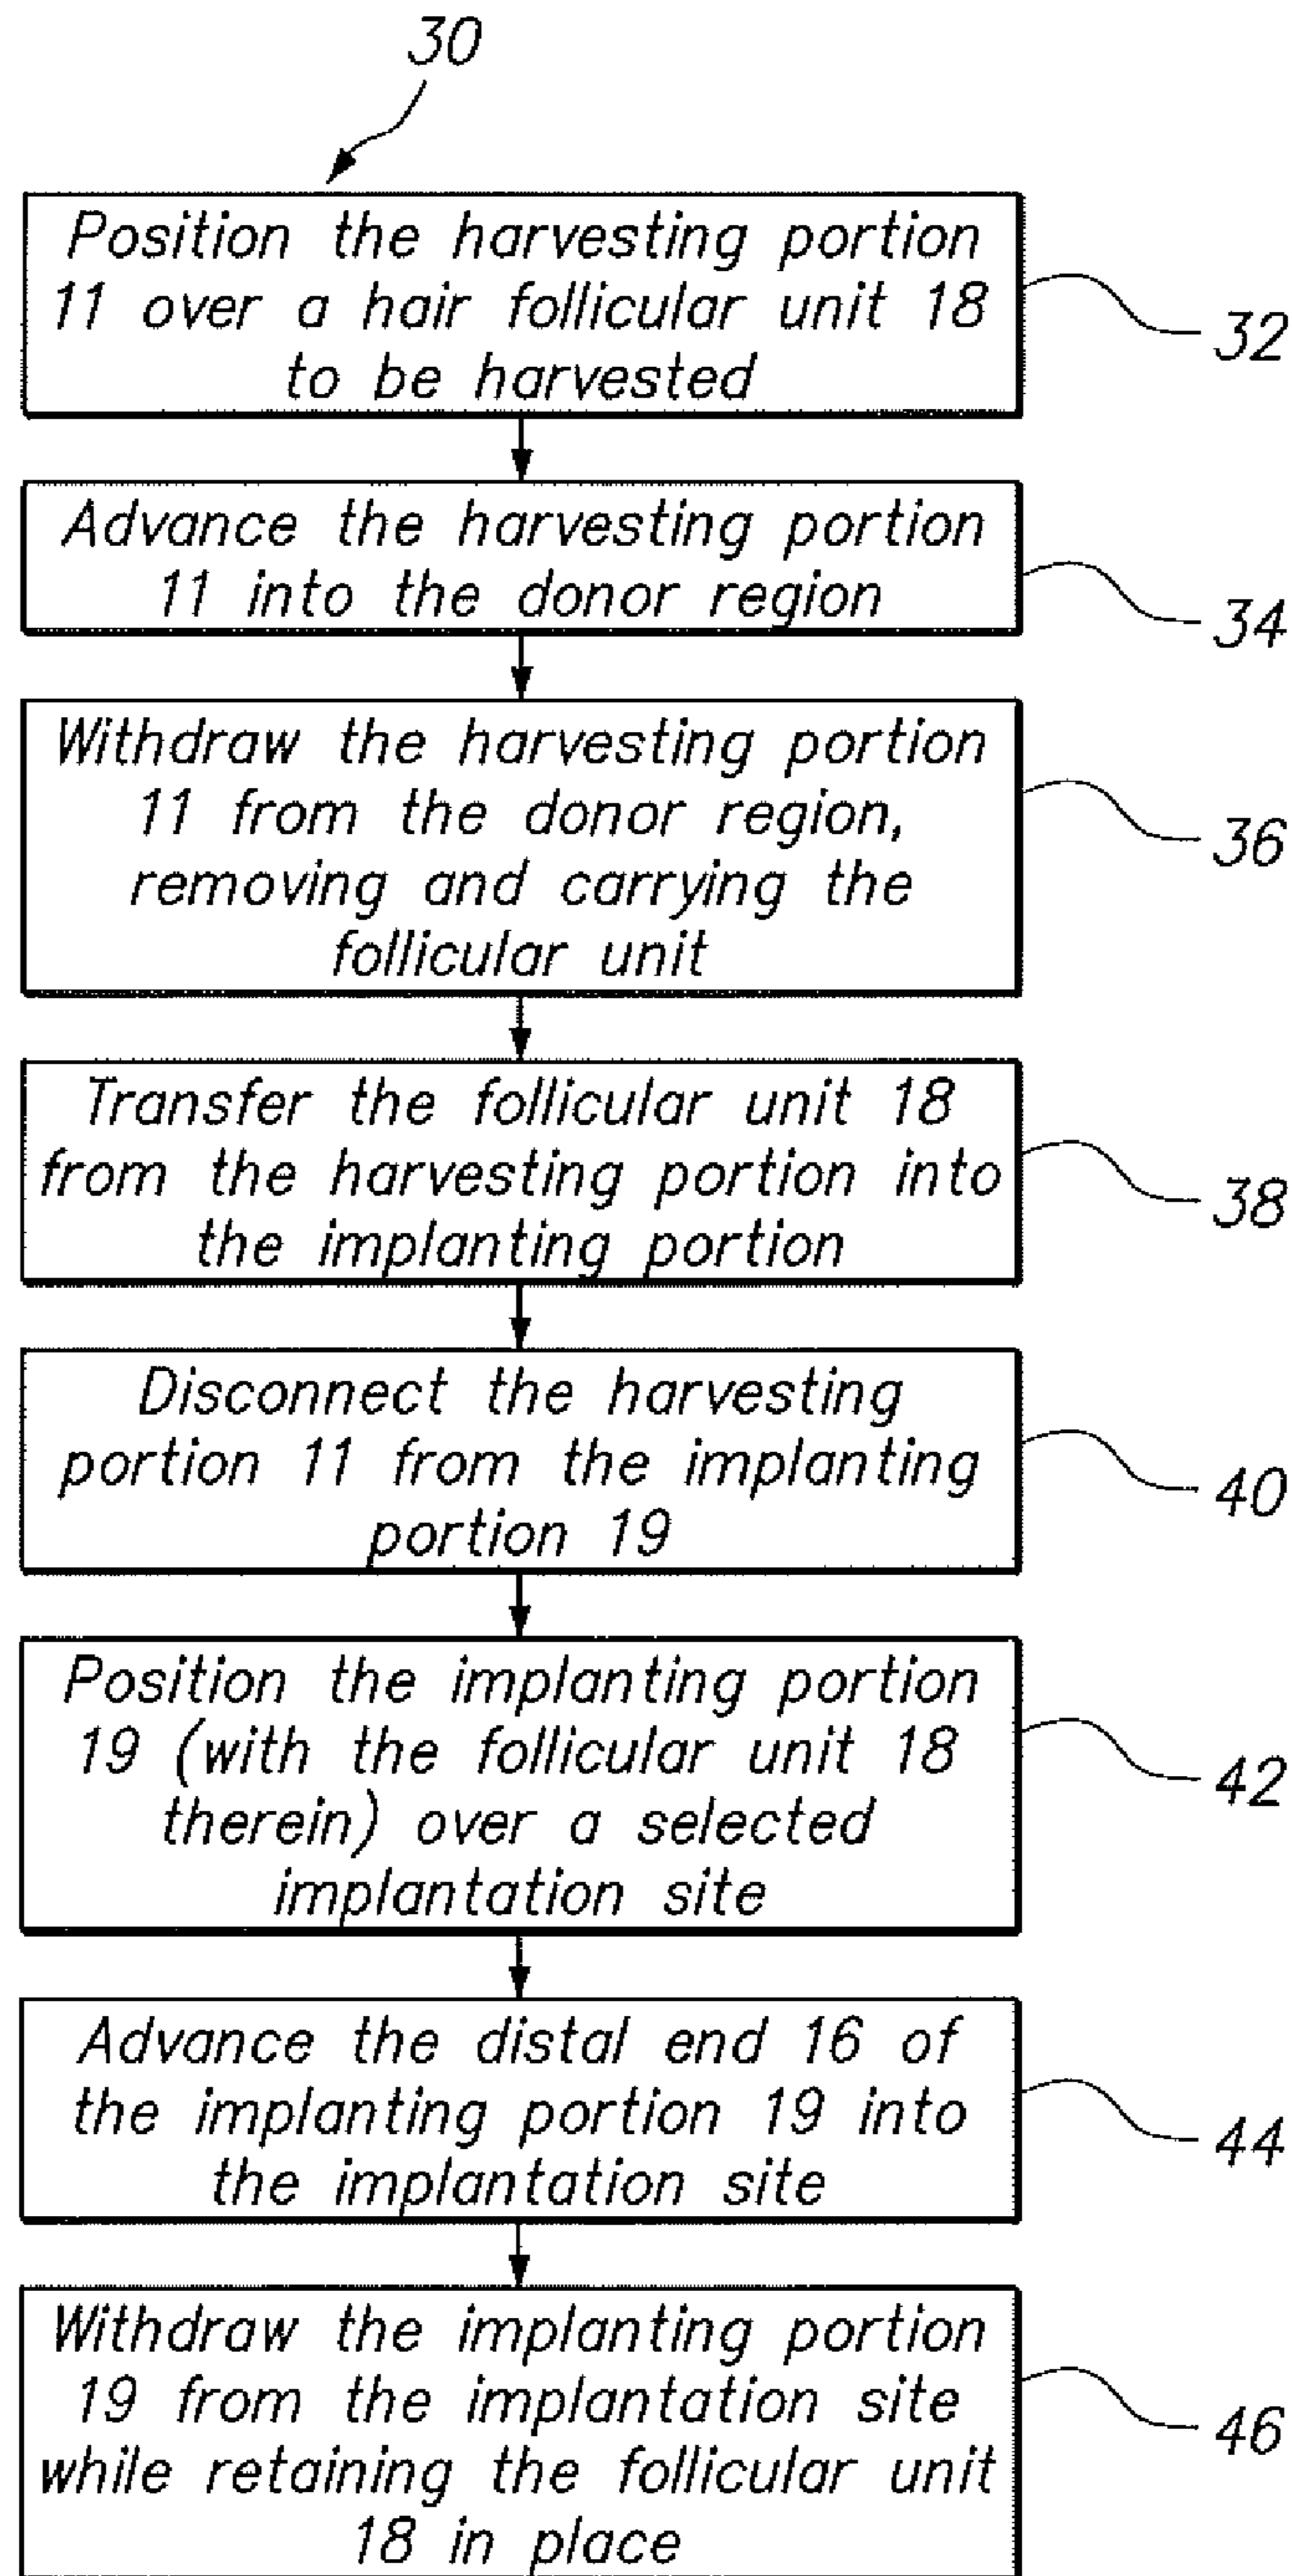 30
Position the harvesting portion
11 over a hair follicular unit 18
to be harvested
32
Advance the harvesting portion
11 into the donor region
34
Withdraw the harvesting portion
11 from the donor region,
removing and carrying the
follicular unit
36
Transfer the follicular unit 18
from the harvesting portion into
the implanting portion
38
Disconnect the harvesting
portion 11 from the implanting
portion 19
40
Position the implanting portion
19 (with the follicular unit 18
therein) over a selected
implantation site
42
Advance the distal end 16 of
the implanting portion 19 into
the implantation site
44
Withdraw the implanting portion
19 from the implantation site
while retaining the follicular unit
18 in place
46